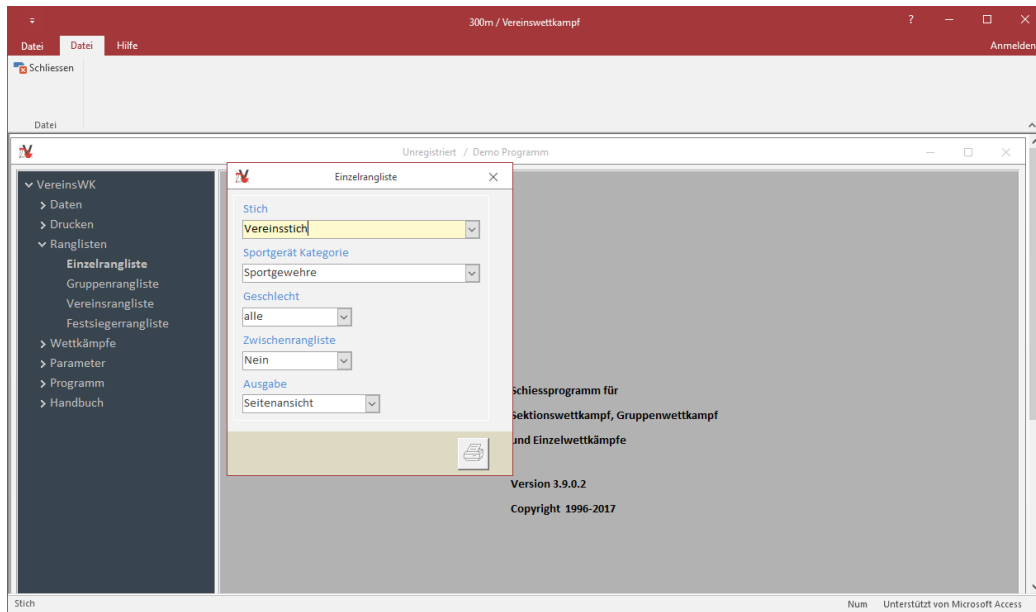 300m / Vereinswettkampf
?
Datei Datei Hilfe Anmelden
Schliessen
Datei
Unregistriert / Demo Programm
VereinsWK
Daten
Drucken
Ranglisten
Einzelrangliste
Gruppenrangliste
Vereinsrangliste
Festsiegerrangliste
Wettkämpfe
Parameter
Programm
Handbuch
Einzelrangliste
Stich
Vereinsstich
Sportgerät Kategorie
Sportgewehre
Geschlecht
alle
Zwischenrangliste
Nein
Ausgabe
Seitenansicht
Schiessprogramm für
Sektionswettkampf, Gruppenwettkampf
und Einzelwettkämpfe
Version 3.9.0.2
Copyright 1996-2017
Stich Num Unterstützt von Microsoft Access